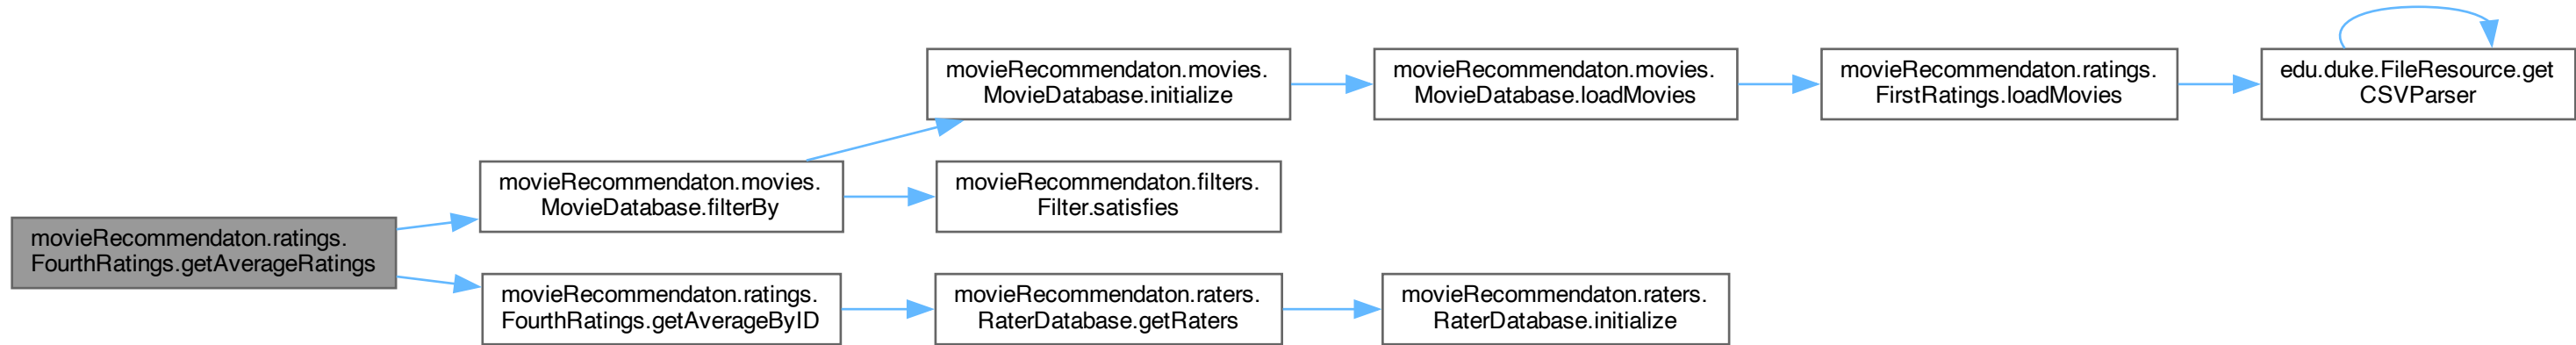 movieRecommendaton.ratings.
FourthRatings.getAverageRatings
movieRecommendaton.movies.
MovieDatabase.filterBy
movieRecommendaton.movies.
MovieDatabase.initialize
movieRecommendaton.movies.
MovieDatabase.loadMovies
movieRecommendaton.ratings.
FirstRatings.loadMovies
edu.duke.FileResource.get
CSVParser
movieRecommendaton.filters.
Filter.satisfies
movieRecommendaton.ratings.
FourthRatings.getAverageByID
movieRecommendaton.raters.
RaterDatabase.getRaters
movieRecommendaton.raters.
RaterDatabase.initialize